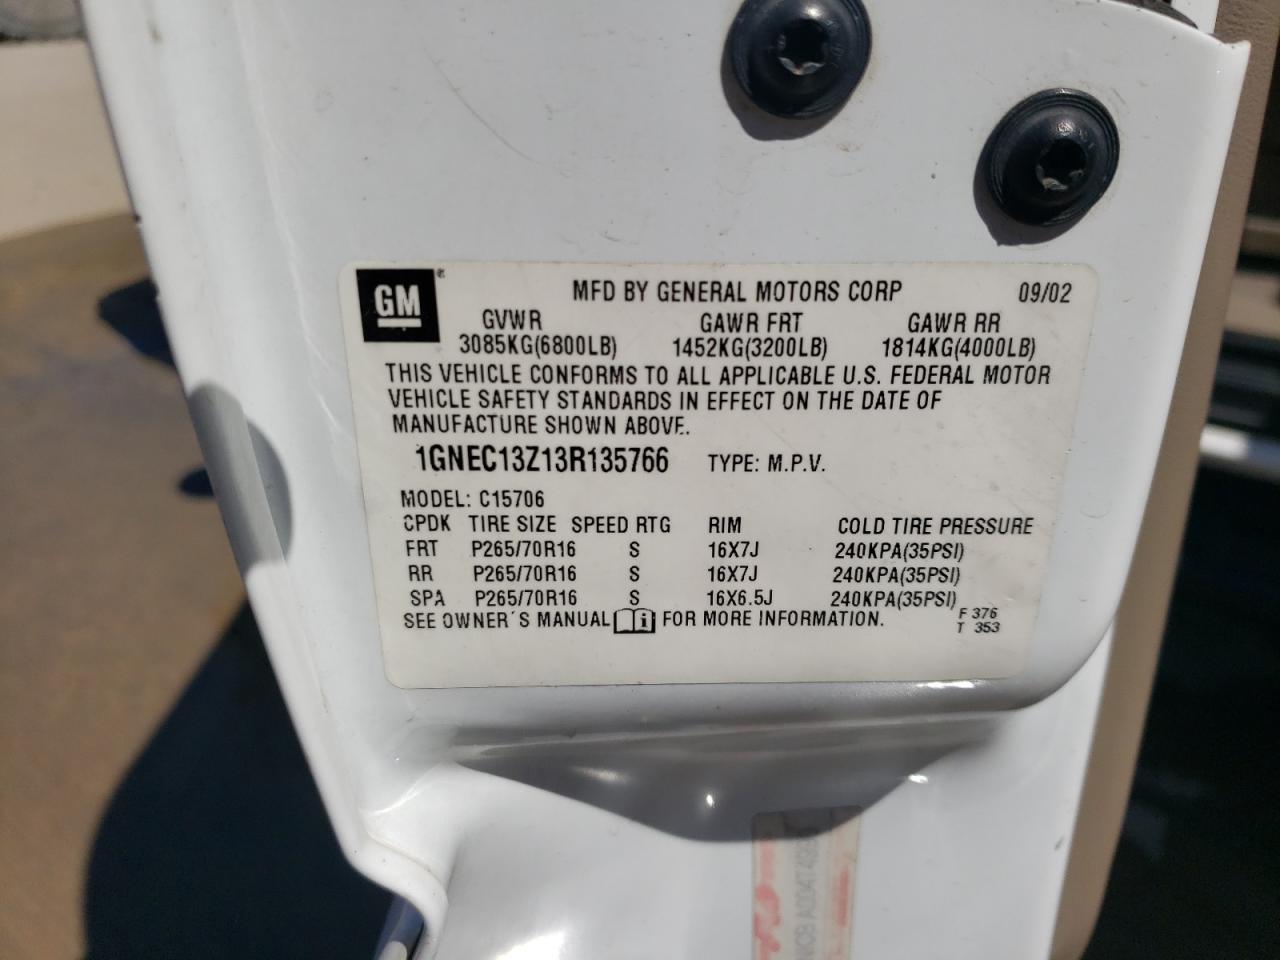 GM®
MFD BY GENERAL MOTORS CORP 09/02
GVWR GAWR FRT GAWR RR
3085KG(6800LB) 1452KG(3200LB) 1814KG(4000LB)
THIS VEHICLE CONFORMS TO ALL APPLICABLE U.S. FEDERAL MOTOR
VEHICLE SAFETY STANDARDS IN EFFECT ON THE DATE OF
MANUFACTURE SHOWN ABOVE.
1GNEC13Z13R135766 TYPE: M.P.V.
MODEL: C15706
CPDK TIRE SIZE SPEED RTG RIM COLD TIRE PRESSURE
FRT P265/70R16 S 16X7J 240KPA(35PSI)
RR P265/70R16 S 16X7J 240KPA(35PSI)
SPA P265/70R16 S 16X6.5J 240KPA(35PSI)
SEE OWNER'S MANUAL i FOR MORE INFORMATION.
F 376
T 353